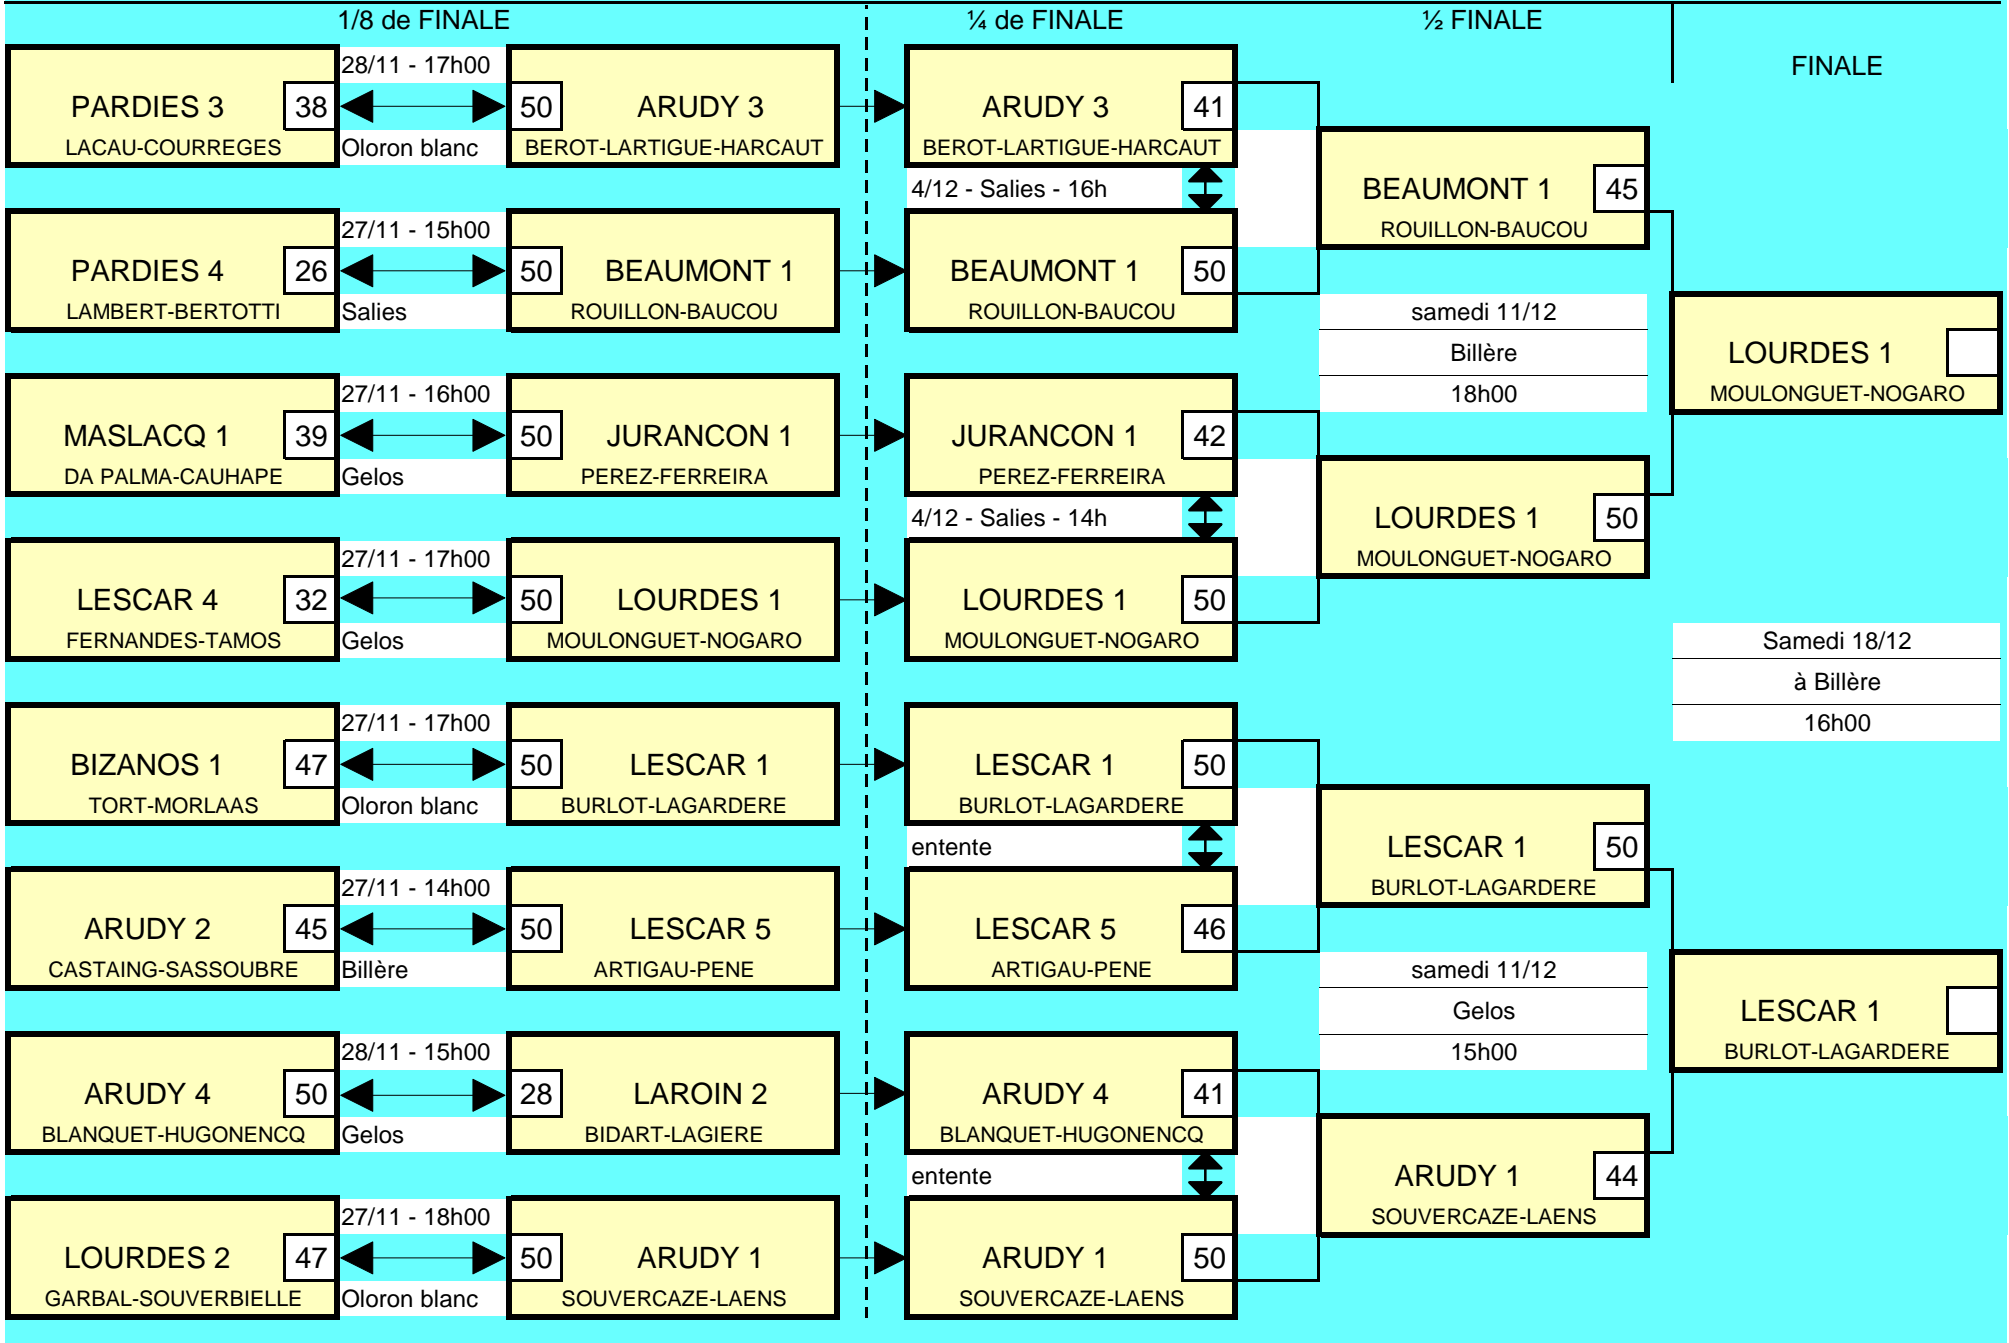 1/8 de FINALE
¼ de FINALE
½ FINALE
FINALE
28/11 - 17h00
PARDIES 3
38
50
ARUDY 3
LACAU-COURREGES
Oloron blanc
BEROT-LARTIGUE-HARCAUT
27/11 - 15h00
PARDIES 4
26
50
BEAUMONT 1
LAMBERT-BERTOTTI
Salies
ROUILLON-BAUCOU
27/11 - 16h00
MASLACQ 1
39
50
JURANCON 1
DA PALMA-CAUHAPE
Gelos
PEREZ-FERREIRA
27/11 - 17h00
LESCAR 4
32
50
LOURDES 1
FERNANDES-TAMOS
Gelos
MOULONGUET-NOGARO
27/11 - 17h00
BIZANOS 1
47
50
LESCAR 1
TORT-MORLAAS
Oloron blanc
BURLOT-LAGARDERE
27/11 - 14h00
ARUDY 2
45
50
LESCAR 5
CASTAING-SASSOUBRE
Billère
ARTIGAU-PENE
28/11 - 15h00
ARUDY 4
50
28
LAROIN 2
BLANQUET-HUGONENCQ
Gelos
BIDART-LAGIERE
27/11 - 18h00
LOURDES 2
47
50
ARUDY 1
GARBAL-SOUVERBIELLE
Oloron blanc
SOUVERCAZE-LAENS
ARUDY 3
41
BEROT-LARTIGUE-HARCAUT
4/12 - Salies - 16h
BEAUMONT 1
50
ROUILLON-BAUCOU
JURANCON 1
42
PEREZ-FERREIRA
4/12 - Salies - 14h
LOURDES 1
50
MOULONGUET-NOGARO
LESCAR 1
50
BURLOT-LAGARDERE
entente
LESCAR 5
46
ARTIGAU-PENE
ARUDY 4
41
BLANQUET-HUGONENCQ
entente
ARUDY 1
50
SOUVERCAZE-LAENS
BEAUMONT 1
45
ROUILLON-BAUCOU
samedi 11/12
Billère
18h00
LOURDES 1
50
MOULONGUET-NOGARO
LESCAR 1
50
BURLOT-LAGARDERE
samedi 11/12
Gelos
15h00
ARUDY 1
44
SOUVERCAZE-LAENS
LOURDES 1
MOULONGUET-NOGARO
Samedi 18/12
à Billère
16h00
LESCAR 1
BURLOT-LAGARDERE